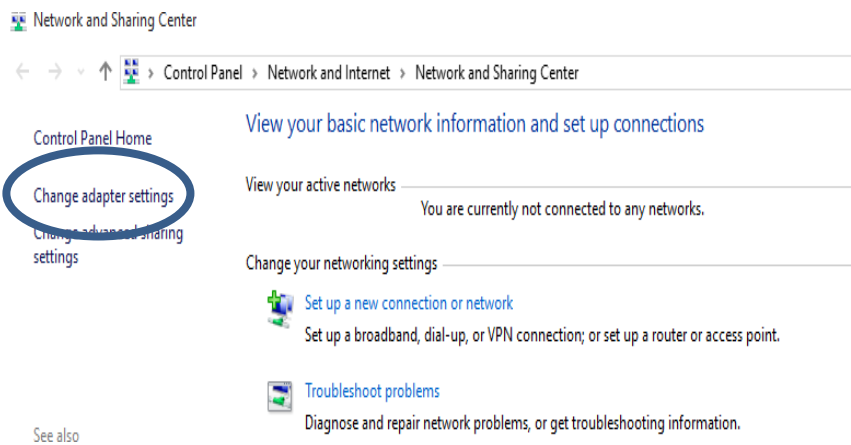 Network and Sharing Center
Control Panel > Network and Internet > Network and Sharing Center
Control Panel Home
Change adapter settings
Change advanced sharing
settings
See also
View your basic network information and set up connections
View your active networks
You are currently not connected to any networks.
Change your networking settings
Set up a new connection or network
Set up a broadband, dial-up, or VPN connection; or set up a router or access point.
Troubleshoot problems
Diagnose and repair network problems, or get troubleshooting information.